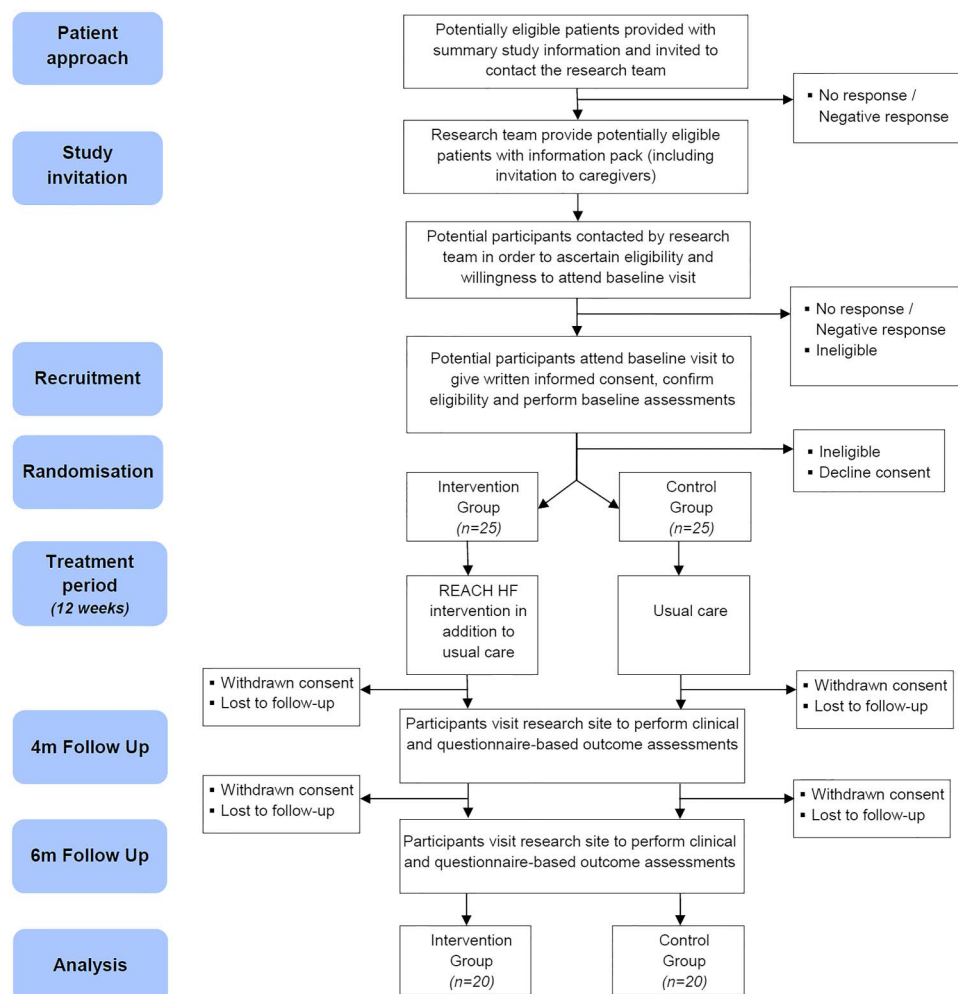 Patient
approach
Potentially eligible patients provided with
summary study information and invited to
contact the research team
▪ No response /
Negative response
Study
invitation
Research team provide potentially eligible
patients with information pack (including
invitation to caregivers)
Potential participants contacted by research
team in order to ascertain eligibility and
willingness to attend baseline visit
▪ No response /
Negative response
▪ Ineligible
Recruitment
Potential participants attend baseline visit to
give written informed consent, confirm
eligibility and perform baseline assessments
▪ Ineligible
▪ Decline consent
Randomisation
Intervention
Group
(n=25)
Control
Group
(n=25)
Treatment
period
(12 weeks)
REACH HF
intervention in
addition to
usual care
Usual care
▪ Withdrawn consent
▪ Lost to follow-up
▪ Withdrawn consent
▪ Lost to follow-up
4m Follow Up
Participants visit research site to perform clinical
and questionnaire-based outcome assessments
▪ Withdrawn consent
▪ Lost to follow-up
▪ Withdrawn consent
▪ Lost to follow-up
6m Follow Up
Participants visit research site to perform clinical
and questionnaire-based outcome assessments
Analysis
Intervention
Group
(n=20)
Control
Group
(n=20)